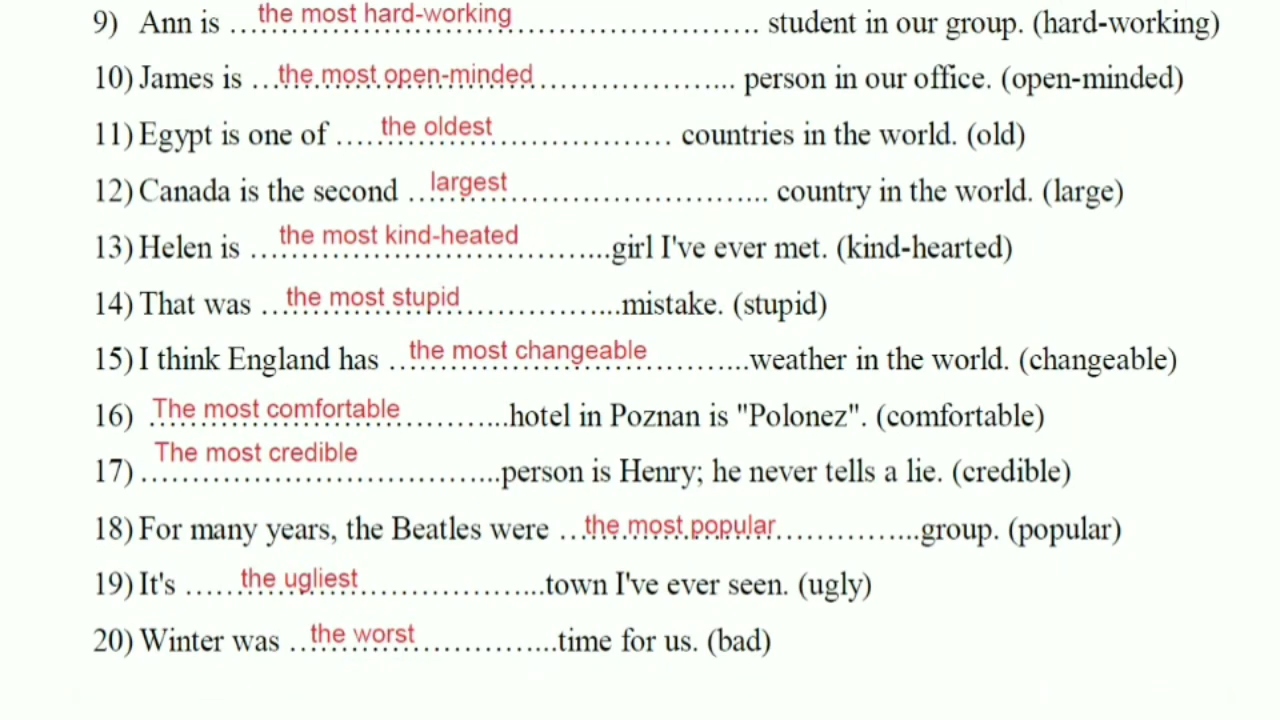 9) Ann is ... the most hard-working ... student in our group. (hard-working)
10) James is ... the most open-minded ... person in our office. (open-minded)
11) Egypt is one of ... the oldest ... countries in the world. (old)
12) Canada is the second ... largest ... country in the world. (large)
13) Helen is ... the most kind-heated ... girl I've ever met. (kind-hearted)
14) That was ... the most stupid ... mistake. (stupid)
15) I think England has ... the most changeable ... weather in the world. (changeable)
16) The most comfortable ... hotel in Poznan is "Polonez". (comfortable)
17) The most credible ... person is Henry; he never tells a lie. (credible)
18) For many years, the Beatles were ... the most popular ... group. (popular)
19) It's ... the ugliest ... town I've ever seen. (ugly)
20) Winter was ... the worst ... time for us. (bad)